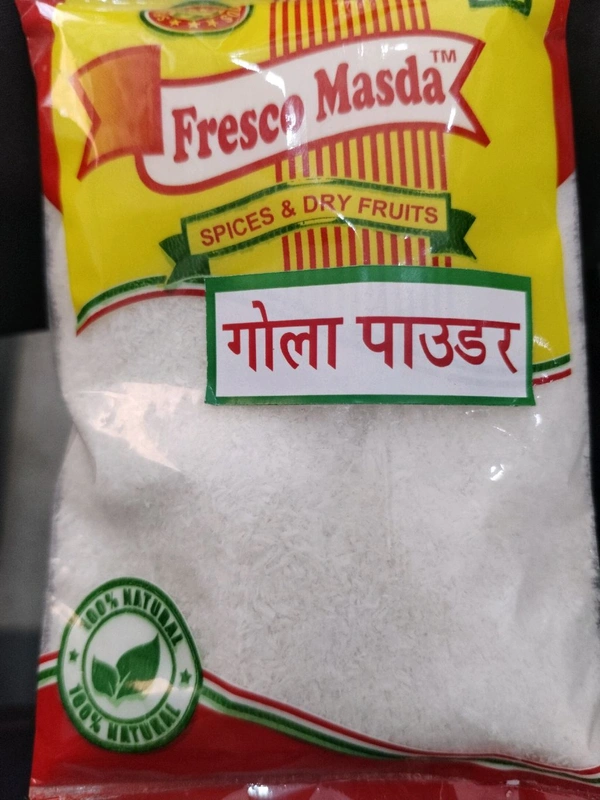 Fresco Masda™
SPICES & DRY FRUITS
गोला पाउडर
100% NATURAL
100% NATURAL